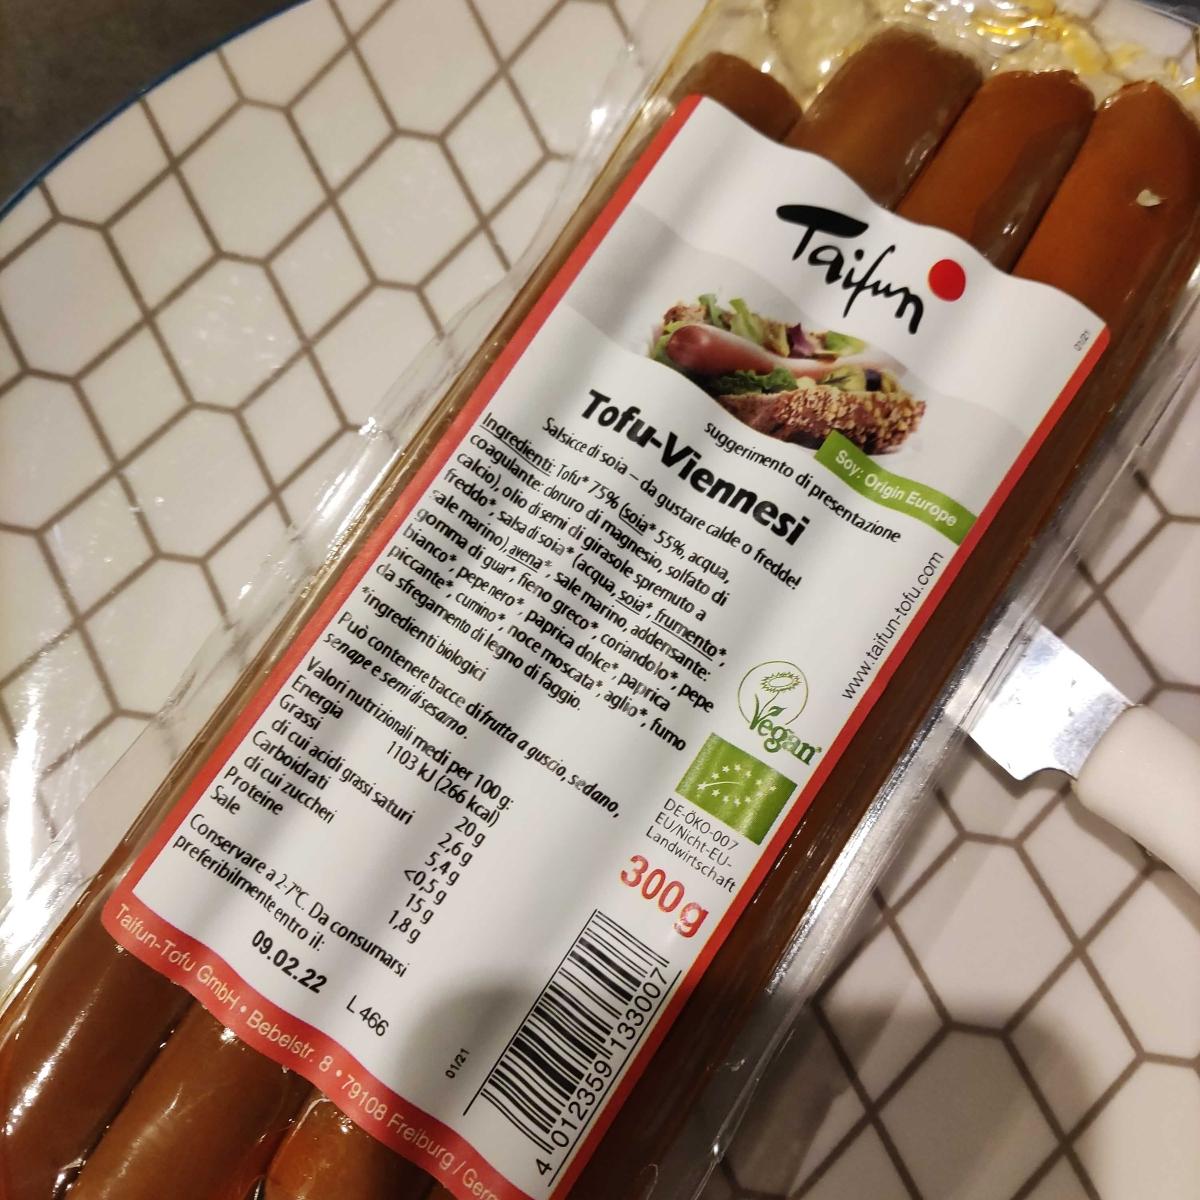 Taifun
01/21
suggerimento di presentazione
Soy: Origin Europe
Tofu-Viennesi
Salsicce di soia – da gustare calde o fredde!
Ingredienti: Tofu* 75% (soia* 55%, acqua,
coagulante: cloruro di magnesio, solfato di
calcio), olio di semi di girasole spremuto a
freddo*, salsa di soia* (acqua, soia*, frumento*,
sale marino), avena*, sale marino, addensante:
gomma di guar*, fieno greco*, coriandolo*, pepe
bianco*, pepe nero*, paprica dolce*, paprica
piccante*, cumino*, noce moscata*, aglio*, fumo
da sfregamento di legno di faggio.
*ingredienti biologici
Può contenere tracce di frutta a guscio, sedano,
senape e semi di sesamo.
Valori nutrizionali medi per 100 g:
Energia 1103 kJ (266 kcal)
Grassi 20 g
di cui acidi grassi saturi 2,6 g
Carboidrati 5,4 g
di cui zuccheri <0,5 g
Proteine 15 g
Sale 1,8 g
Conservare a 2-7°C. Da consumarsi
preferibilmente entro il:
09.02.22 L 466
www.taifun-tofu.com
Vegan
DE-ÖKO-007
EU/Nicht-EU-
Landwirtschaft
300g
01/21
4 012359 133007
Taifun-Tofu GmbH • Bebelstr. 8 • 79108 Freiburg / Germ